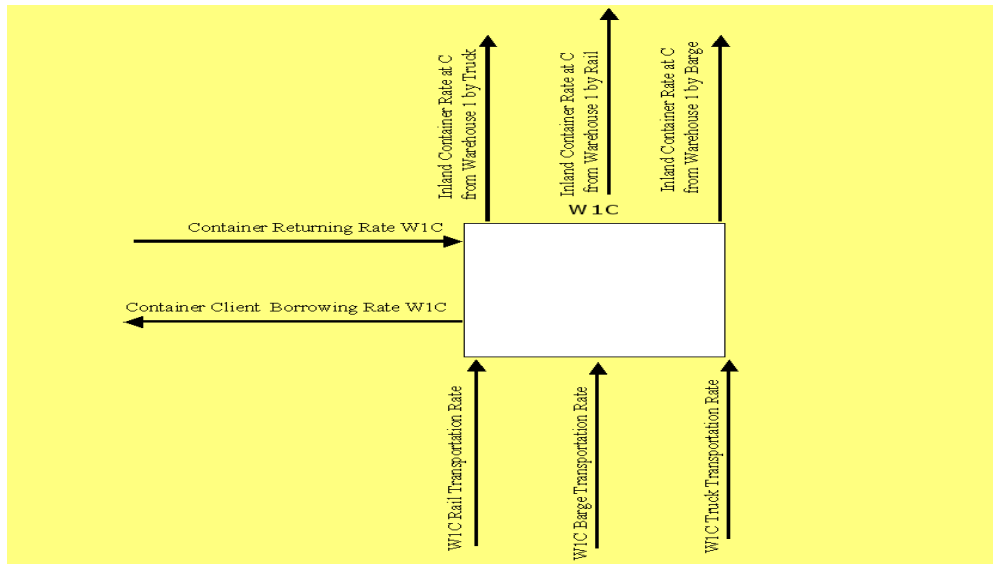 Inland Container Rate at C
from Warehouse 1 by Truck
Inland Container Rate at C
from Warehouse 1 by Rail
Inland Container Rate at C
from Warehouse 1 by Barge
W1C
Container Returning Rate W1C
Container Client Borrowing Rate W1C
W1C Rail Transportation Rate
W1C Barge Transportation Rate
W1C Truck Transportation Rate